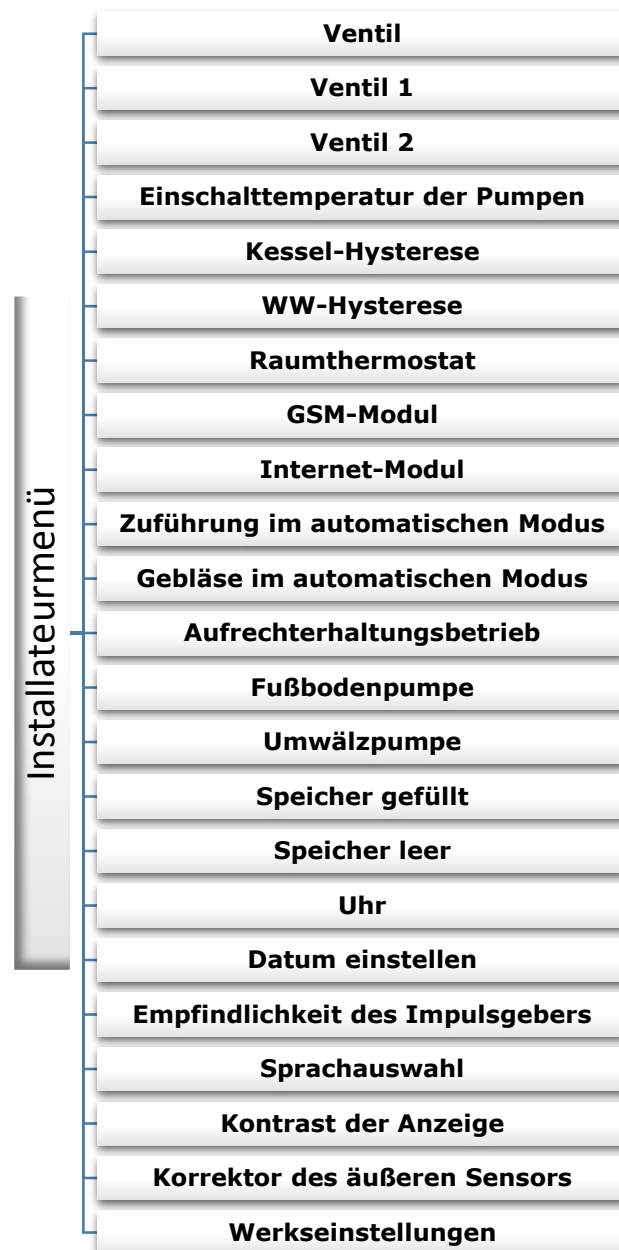 Installateurmenü
Ventil
Ventil 1
Ventil 2
Einschalttemperatur der Pumpen
Kessel-Hysterese
WW-Hysterese
Raumthermostat
GSM-Modul
Internet-Modul
Zuführung im automatischen Modus
Gebläse im automatischen Modus
Aufrechterhaltungsbetrieb
Fußbodenpumpe
Umwälzpumpe
Speicher gefüllt
Speicher leer
Uhr
Datum einstellen
Empfindlichkeit des Impulsgebers
Sprachauswahl
Kontrast der Anzeige
Korrektor des äußeren Sensors
Werkseinstellungen